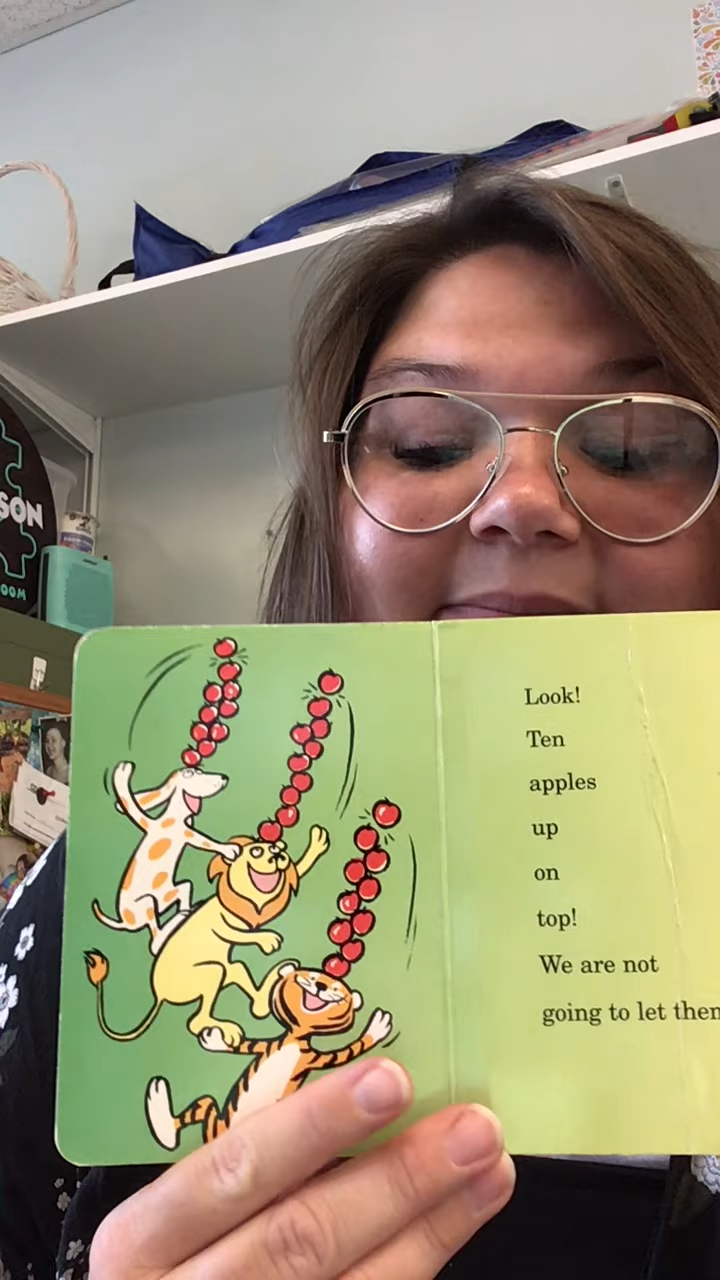 SON
OOM
Look!
Ten
apples
up
on
top!
We are not
going to let them